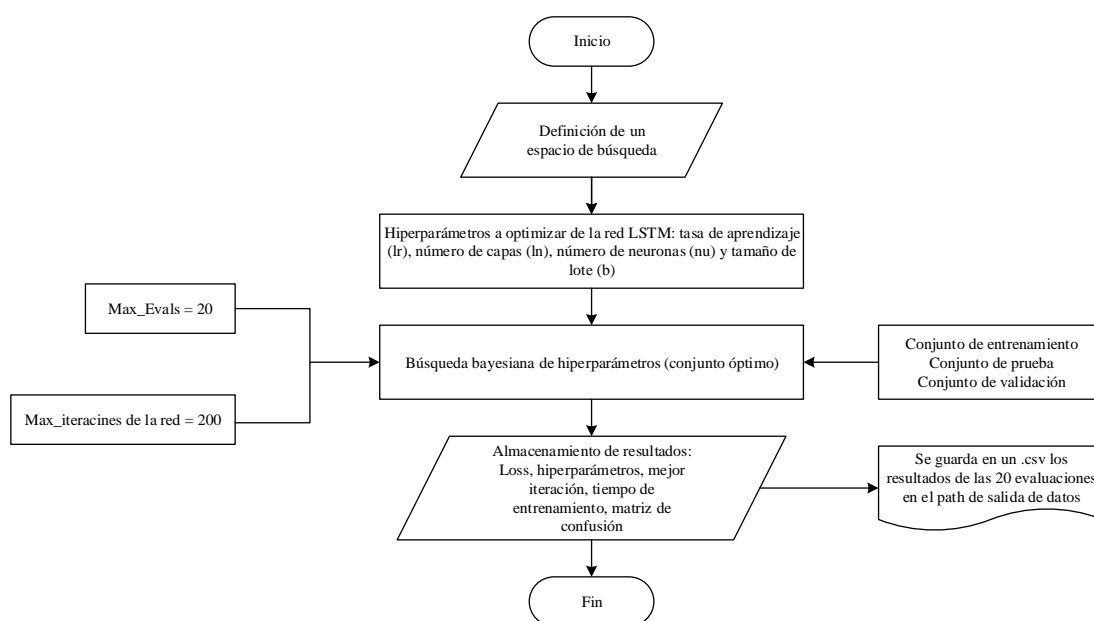 Inicio
Definición de un
espacio de búsqueda
Hiperparámetros a optimizar de la red LSTM: tasa de aprendizaje
(lr), número de capas (ln), número de neuronas (nu) y tamaño de
lote (b)
Max_Evals = 20
Max_iteracines de la red = 200
Búsqueda bayesiana de hiperparámetros (conjunto óptimo)
Conjunto de entrenamiento
Conjunto de prueba
Conjunto de validación
Almacenamiento de resultados:
Loss, hiperparámetros, mejor
iteración, tiempo de
entrenamiento, matriz de
confusión
Se guarda en un .csv los
resultados de las 20 evaluaciones
en el path de salida de datos
Fin